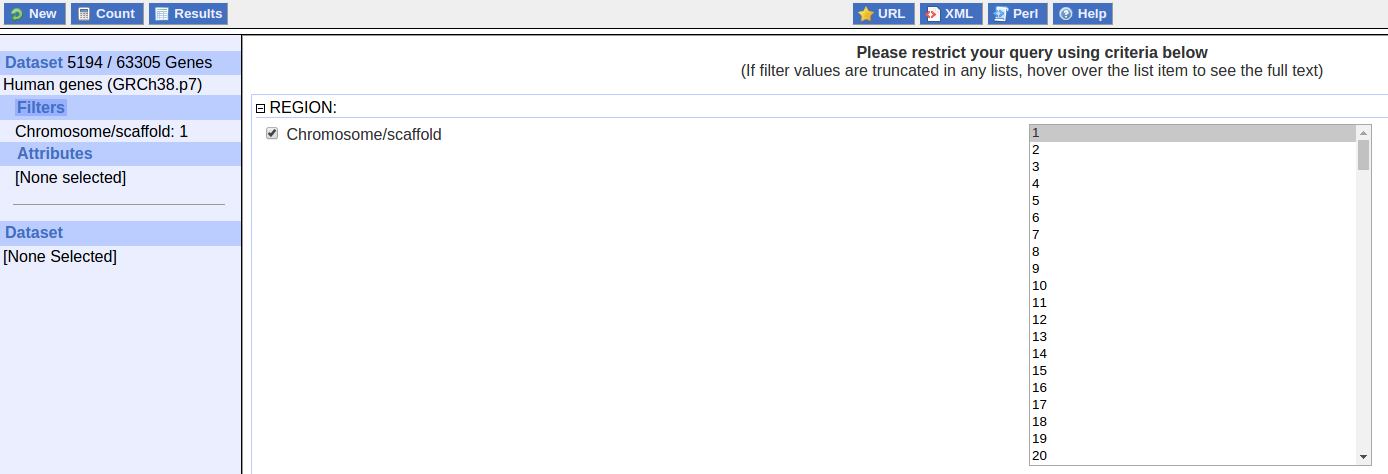 New Count Results URL XML Perl Help
Dataset 5194 / 63305 Genes
Human genes (GRCh38.p7)
Filters
Chromosome/scaffold: 1
Attributes
[None selected]
Dataset
[None Selected]
Please restrict your query using criteria below
(If filter values are truncated in any lists, hover over the list item to see the full text)
REGION:
Chromosome/scaffold
1
2
3
4
5
6
7
8
9
10
11
12
13
14
15
16
17
18
19
20